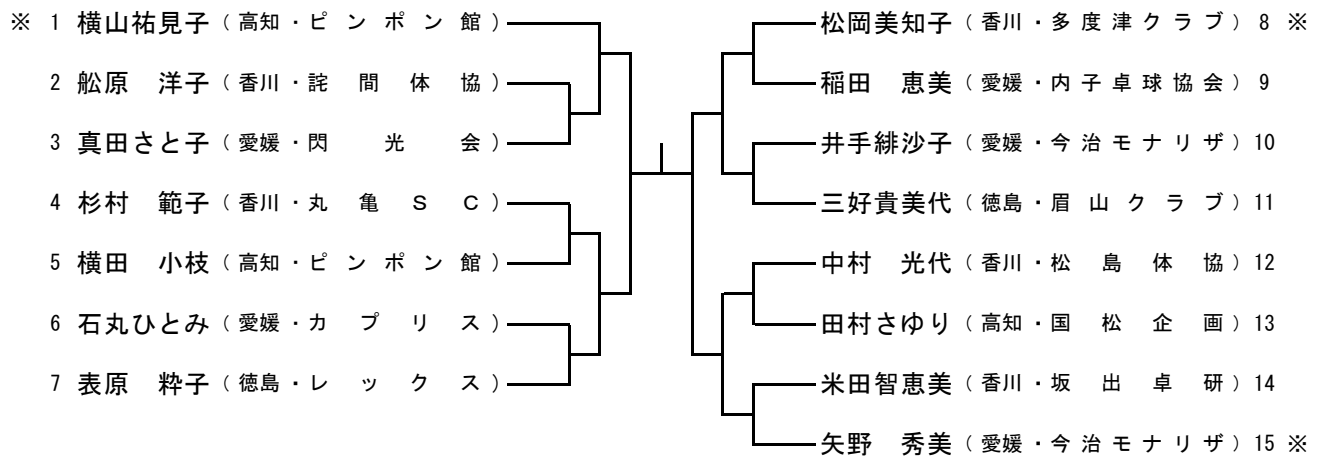 ※ 1 横山祐見子（高知・ピンポン館）
2 舩原 洋子（香川・詫間体協）
3 真田さと子（愛媛・閃光会）
4 杉村 範子（香川・丸亀ＳＣ）
5 横田 小枝（高知・ピンポン館）
6 石丸ひとみ（愛媛・カプリス）
7 表原 粋子（徳島・レックス）
松岡美知子（香川・多度津クラブ）8 ※
稲田 恵美（愛媛・内子卓球協会）9
井手緋沙子（愛媛・今治モナリザ）10
三好貴美代（徳島・眉山クラブ）11
中村 光代（香川・松島体協）12
田村さゆり（高知・国松企画）13
米田智恵美（香川・坂出卓研）14
矢野 秀美（愛媛・今治モナリザ）15 ※